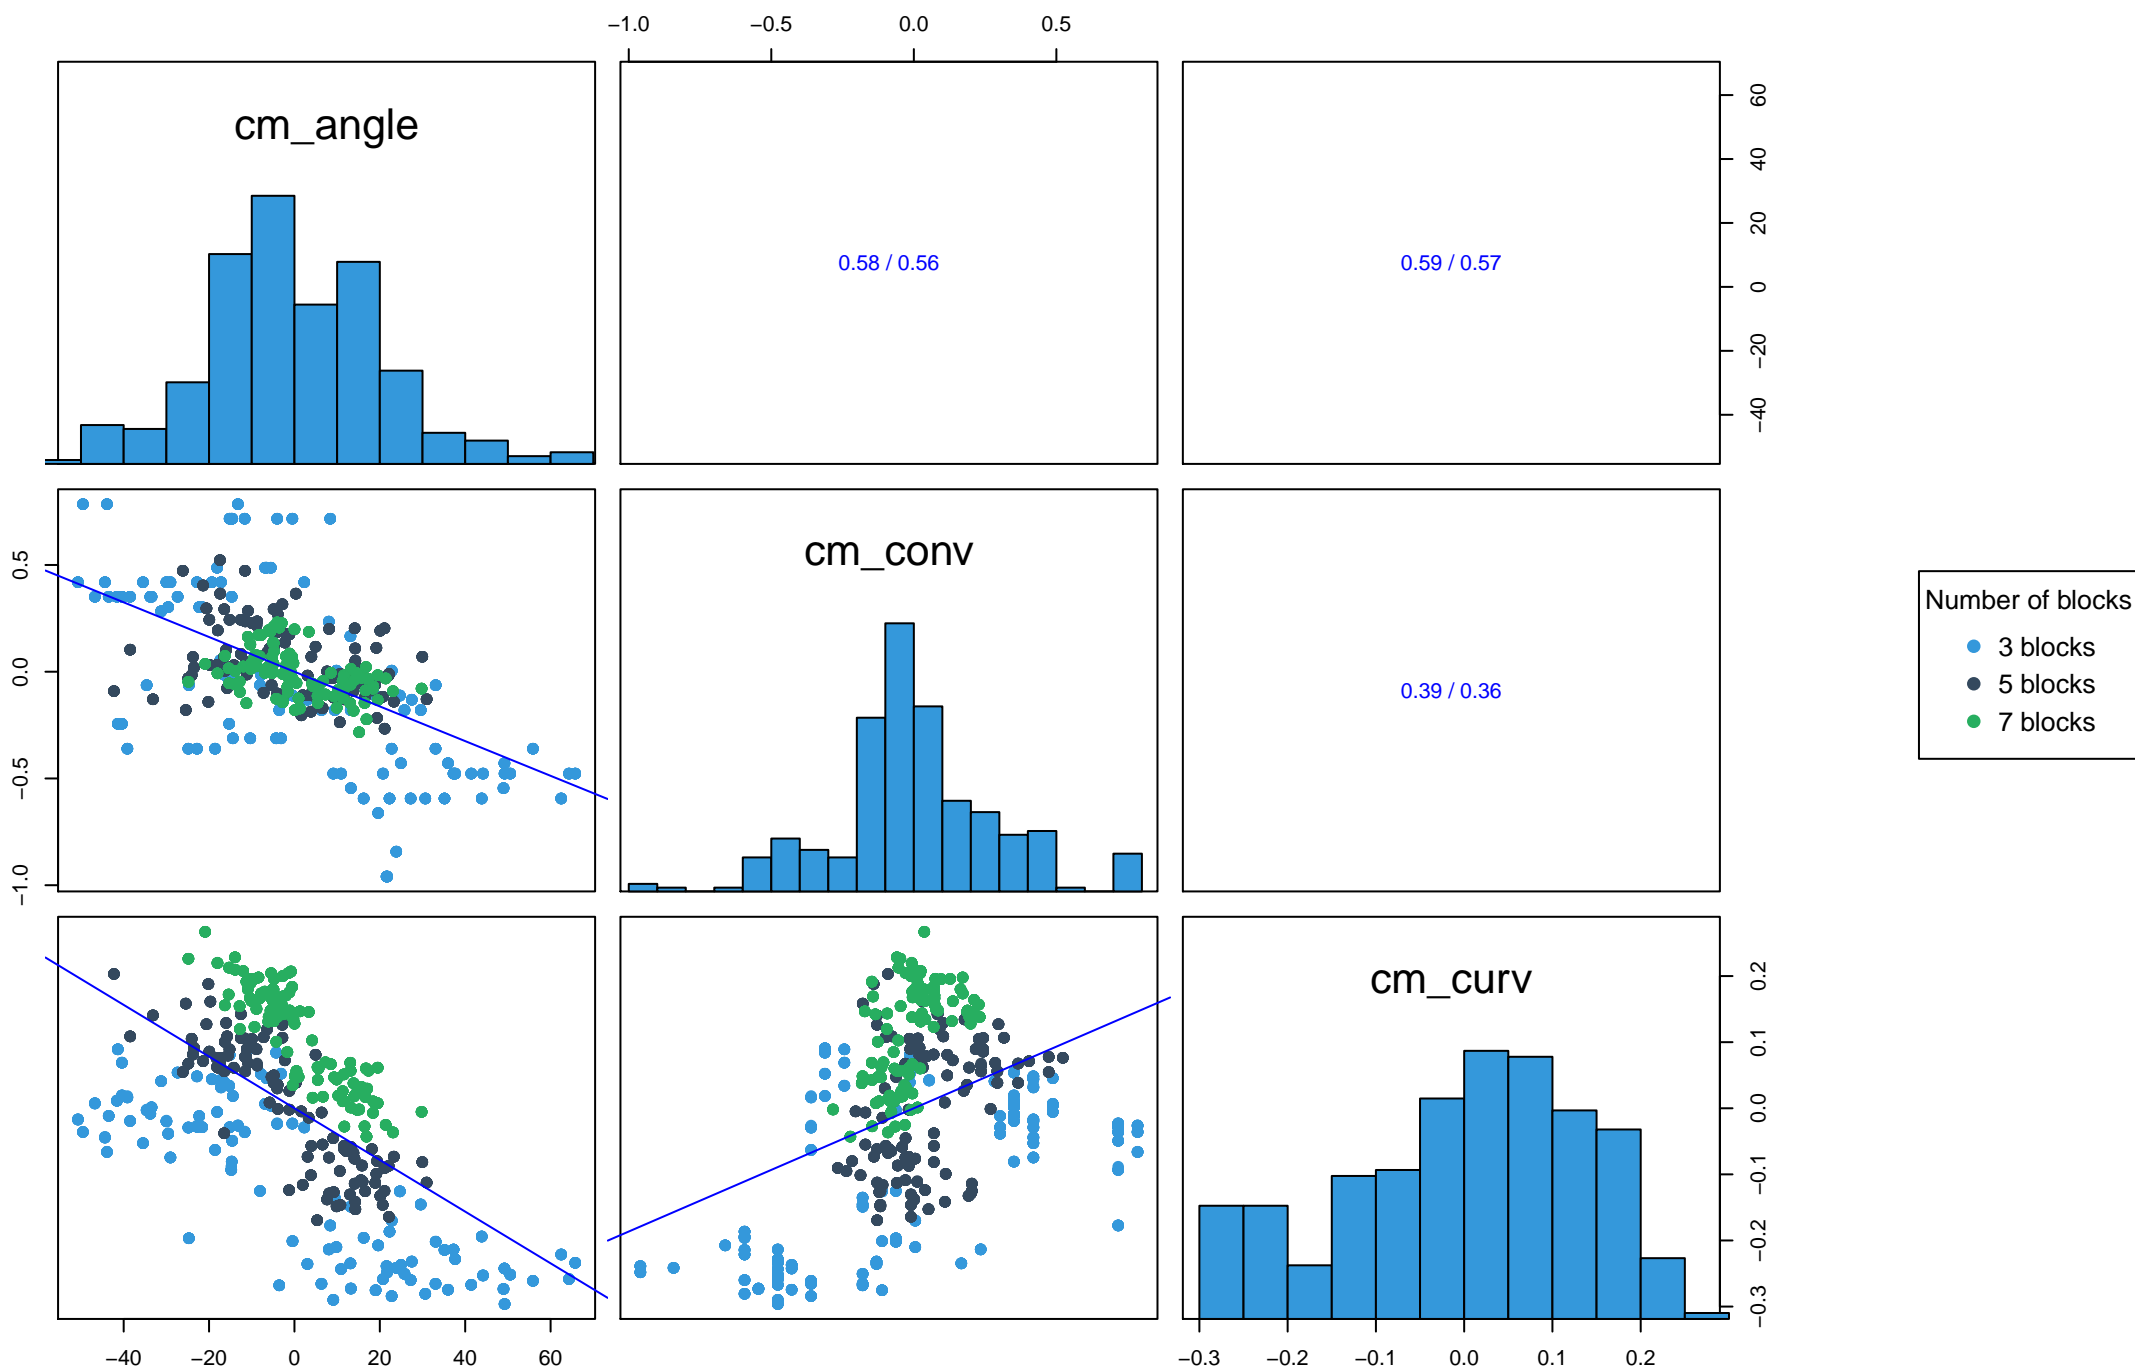 −1.0 −0.5 0.0 0.5
cm_angle
0.58 / 0.56
0.59 / 0.57
60
40
20
0
−20
−40
0.5
0.0
−0.5
−1.0
cm_conv
0.39 / 0.36
Number of blocks
3 blocks
5 blocks
7 blocks
cm_curv
0.2
0.1
0.0
−0.1
−0.2
−0.3
−40 −20 0 20 40 60
−0.3 −0.2 −0.1 0.0 0.1 0.2